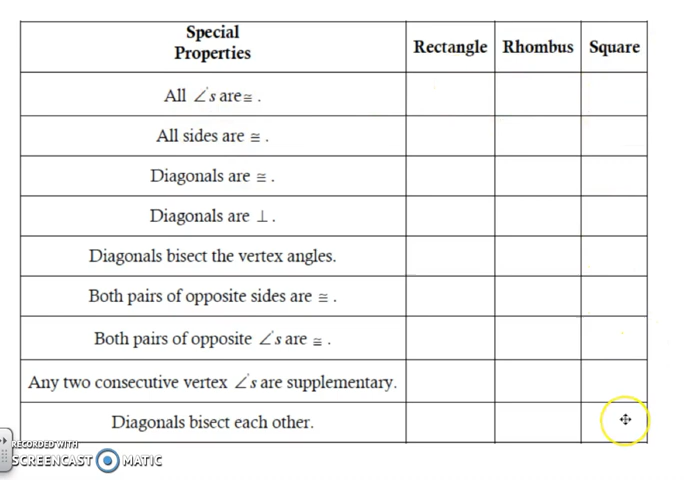 Special
Properties
Rectangle Rhombus Square
All ∠'s are ≅ .
All sides are ≅ .
Diagonals are ≅ .
Diagonals are ⊥ .
Diagonals bisect the vertex angles.
Both pairs of opposite sides are ≅ .
Both pairs of opposite ∠'s are ≅ .
Any two consecutive vertex ∠'s are supplementary.
Diagonals bisect each other.
RECORDED WITH
SCREENCAST MATIC